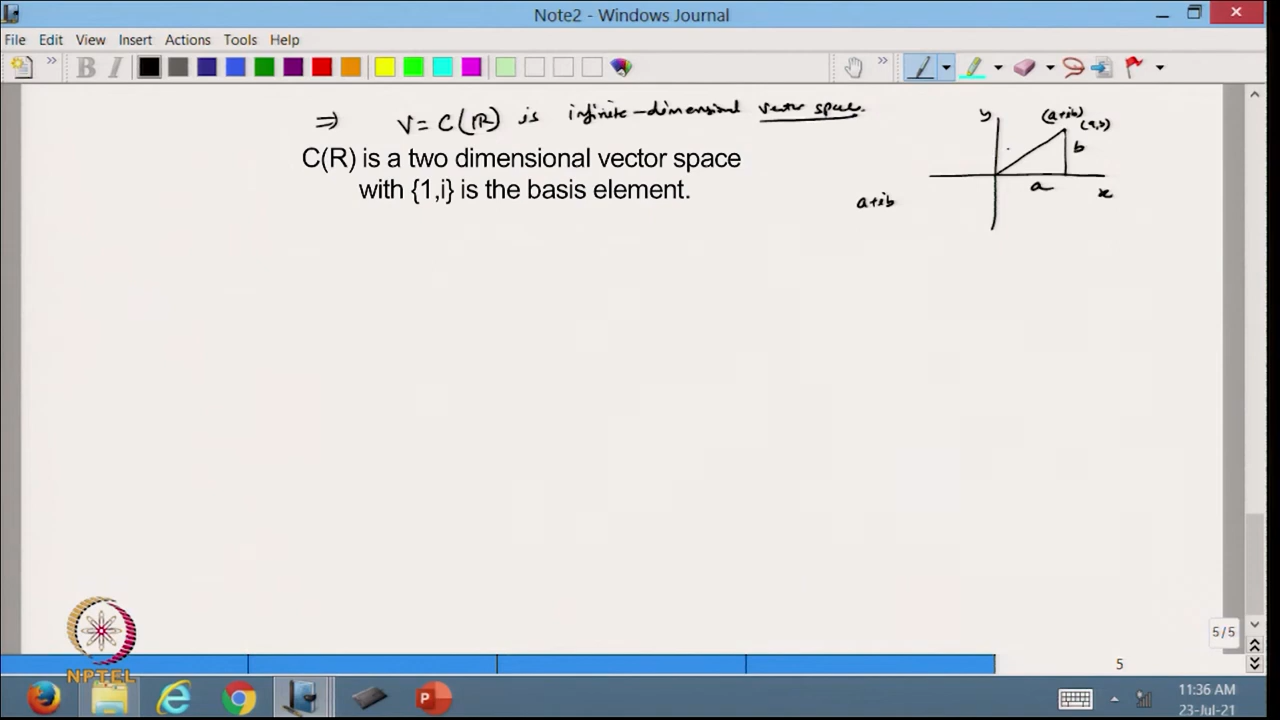 Note2 - Windows Journal
File Edit View Insert Actions Tools Help
B I
⇒ V = C(R) is infinite-dimensional vector space.
C(R) is a two dimensional vector space
with {1,i} is the basis element.
y
(a+ib)
(a,b)
b
a
x
a+ib
5/5
5
NPTEL
11:36 AM
23-Jul-21